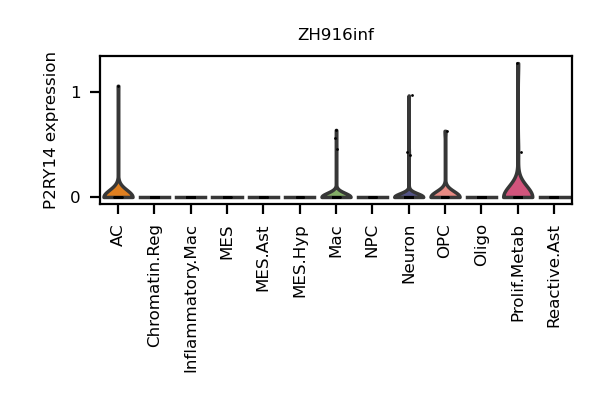 ZH916inf
P2RY14 expression
1
0
AC
Chromatin.Reg
Inflammatory.Mac
MES
MES.Ast
MES.Hyp
Mac
NPC
Neuron
OPC
Oligo
Prolif.Metab
Reactive.Ast